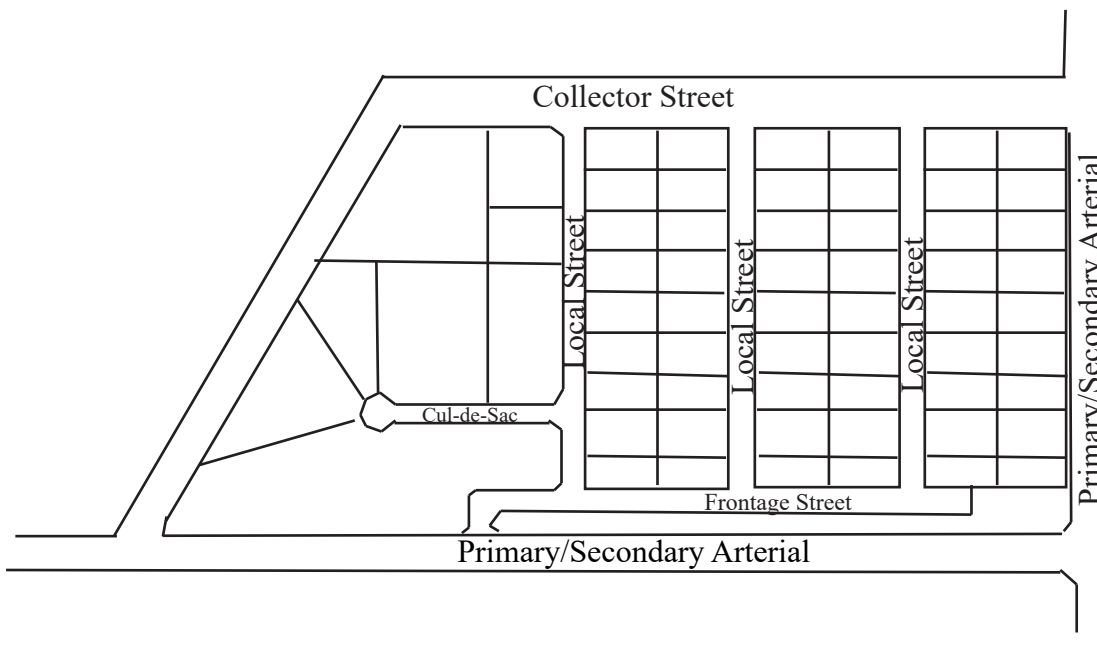 Collector Street
Local Street
Local Street
Local Street
Primary/Secondary Arterial
Cul-de-Sac
Frontage Street
Primary/Secondary Arterial